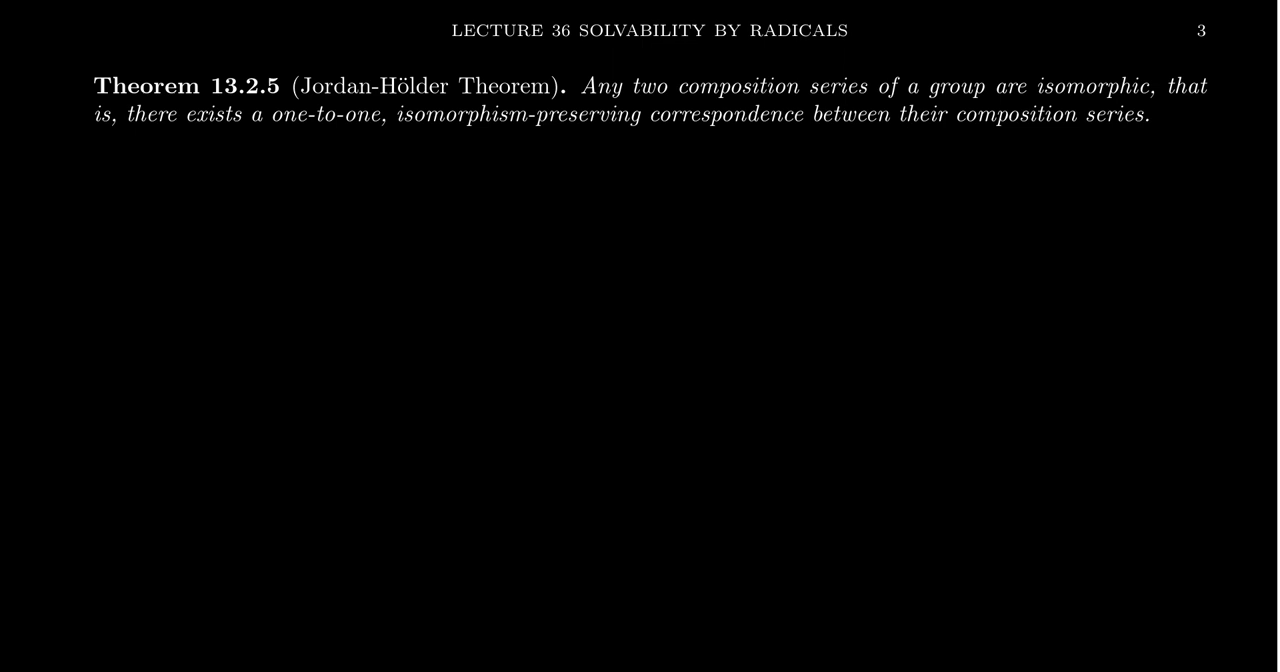 LECTURE 36 SOLVABILITY BY RADICALS 3
Theorem 13.2.5 (Jordan-Hölder Theorem). Any two composition series of a group are isomorphic, that
is, there exists a one-to-one, isomorphism-preserving correspondence between their composition series.